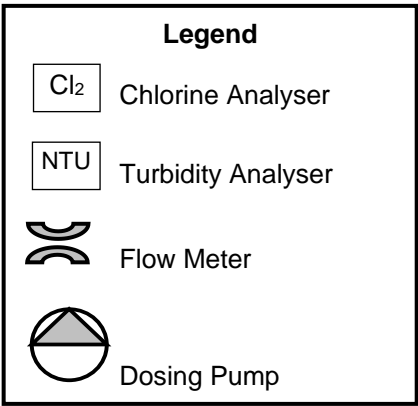 Legend
Cl₂ Chlorine Analyser
NTU Turbidity Analyser
Flow Meter
Dosing Pump